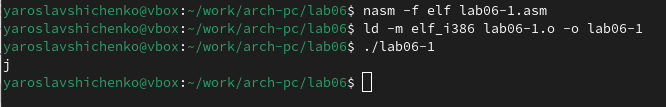 yaroslavshichenko@vbox:~/work/arch-pc/lab06$ nasm -f elf lab06-1.asm
yaroslavshichenko@vbox:~/work/arch-pc/lab06$ ld -m elf_i386 lab06-1.o -o lab06-1
yaroslavshichenko@vbox:~/work/arch-pc/lab06$ ./lab06-1
j
yaroslavshichenko@vbox:~/work/arch-pc/lab06$